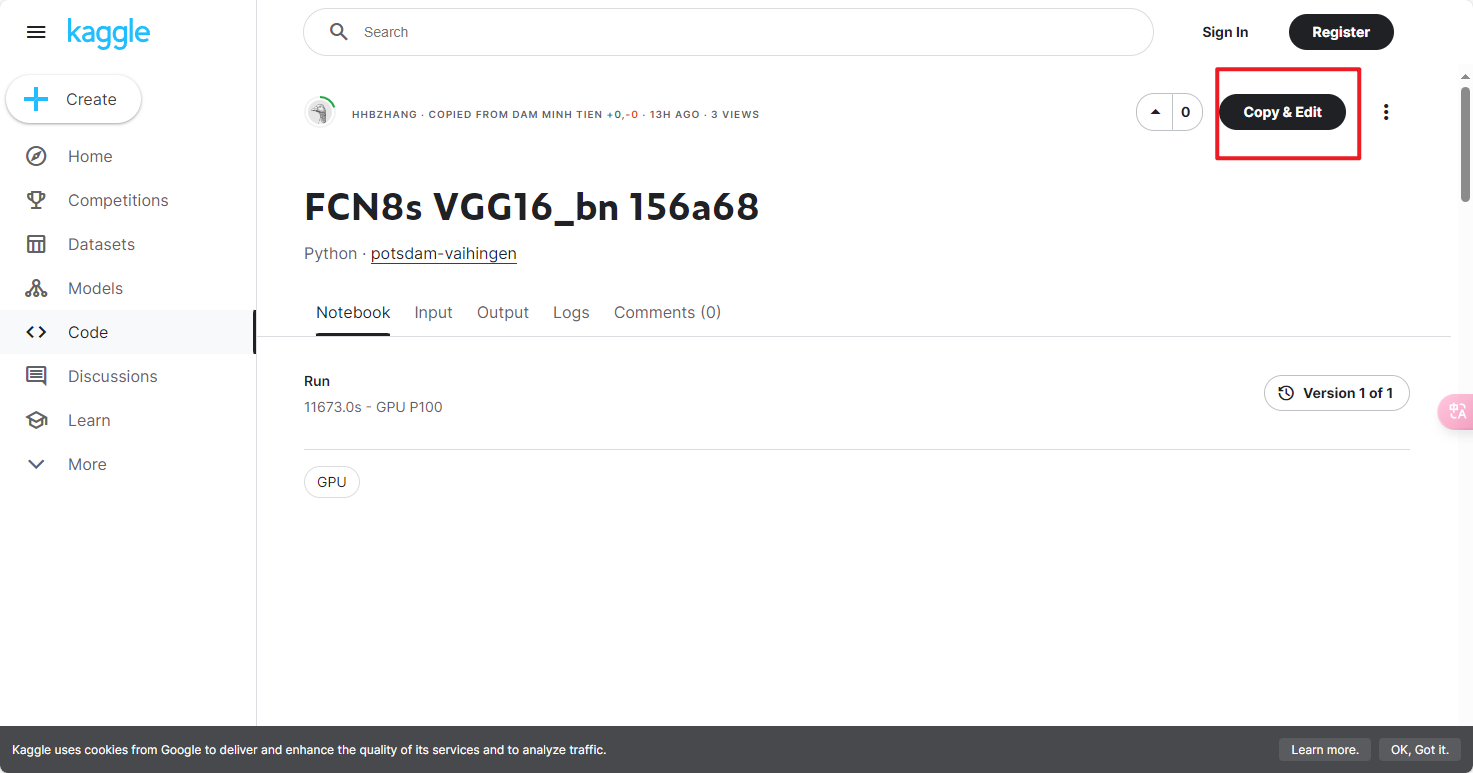 kaggle
Search
Sign In
Register
Create
HHBZHANG · COPIED FROM DAM MINH TIEN +0,-0 · 13H AGO · 3 VIEWS
0
Copy & Edit
Home
Competitions
Datasets
Models
Code
Discussions
Learn
More
FCN8s VGG16_bn 156a68
Python · potsdam-vaihingen
Notebook Input Output Logs Comments (0)
Run
11673.0s - GPU P100
Version 1 of 1
中A
GPU
Kaggle uses cookies from Google to deliver and enhance the quality of its services and to analyze traffic.
Learn more.
OK, Got it.